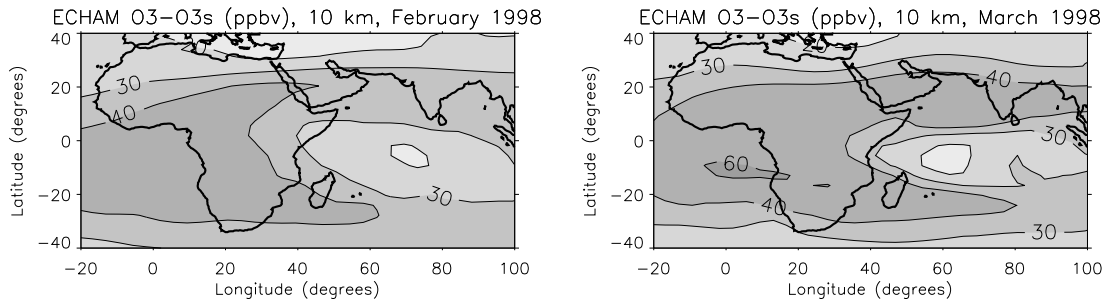 ECHAM O3−O3s (ppbv), 10 km, February 1998
40
20
0
−20
−40
Latitude (degrees)
20
30
40
30
−20 0 20 40 60 80 100
Longitude (degrees)
ECHAM O3−O3s (ppbv), 10 km, March 1998
40
20
0
−20
−40
Latitude (degrees)
20
30
40
30
60
40
30
−20 0 20 40 60 80 100
Longitude (degrees)